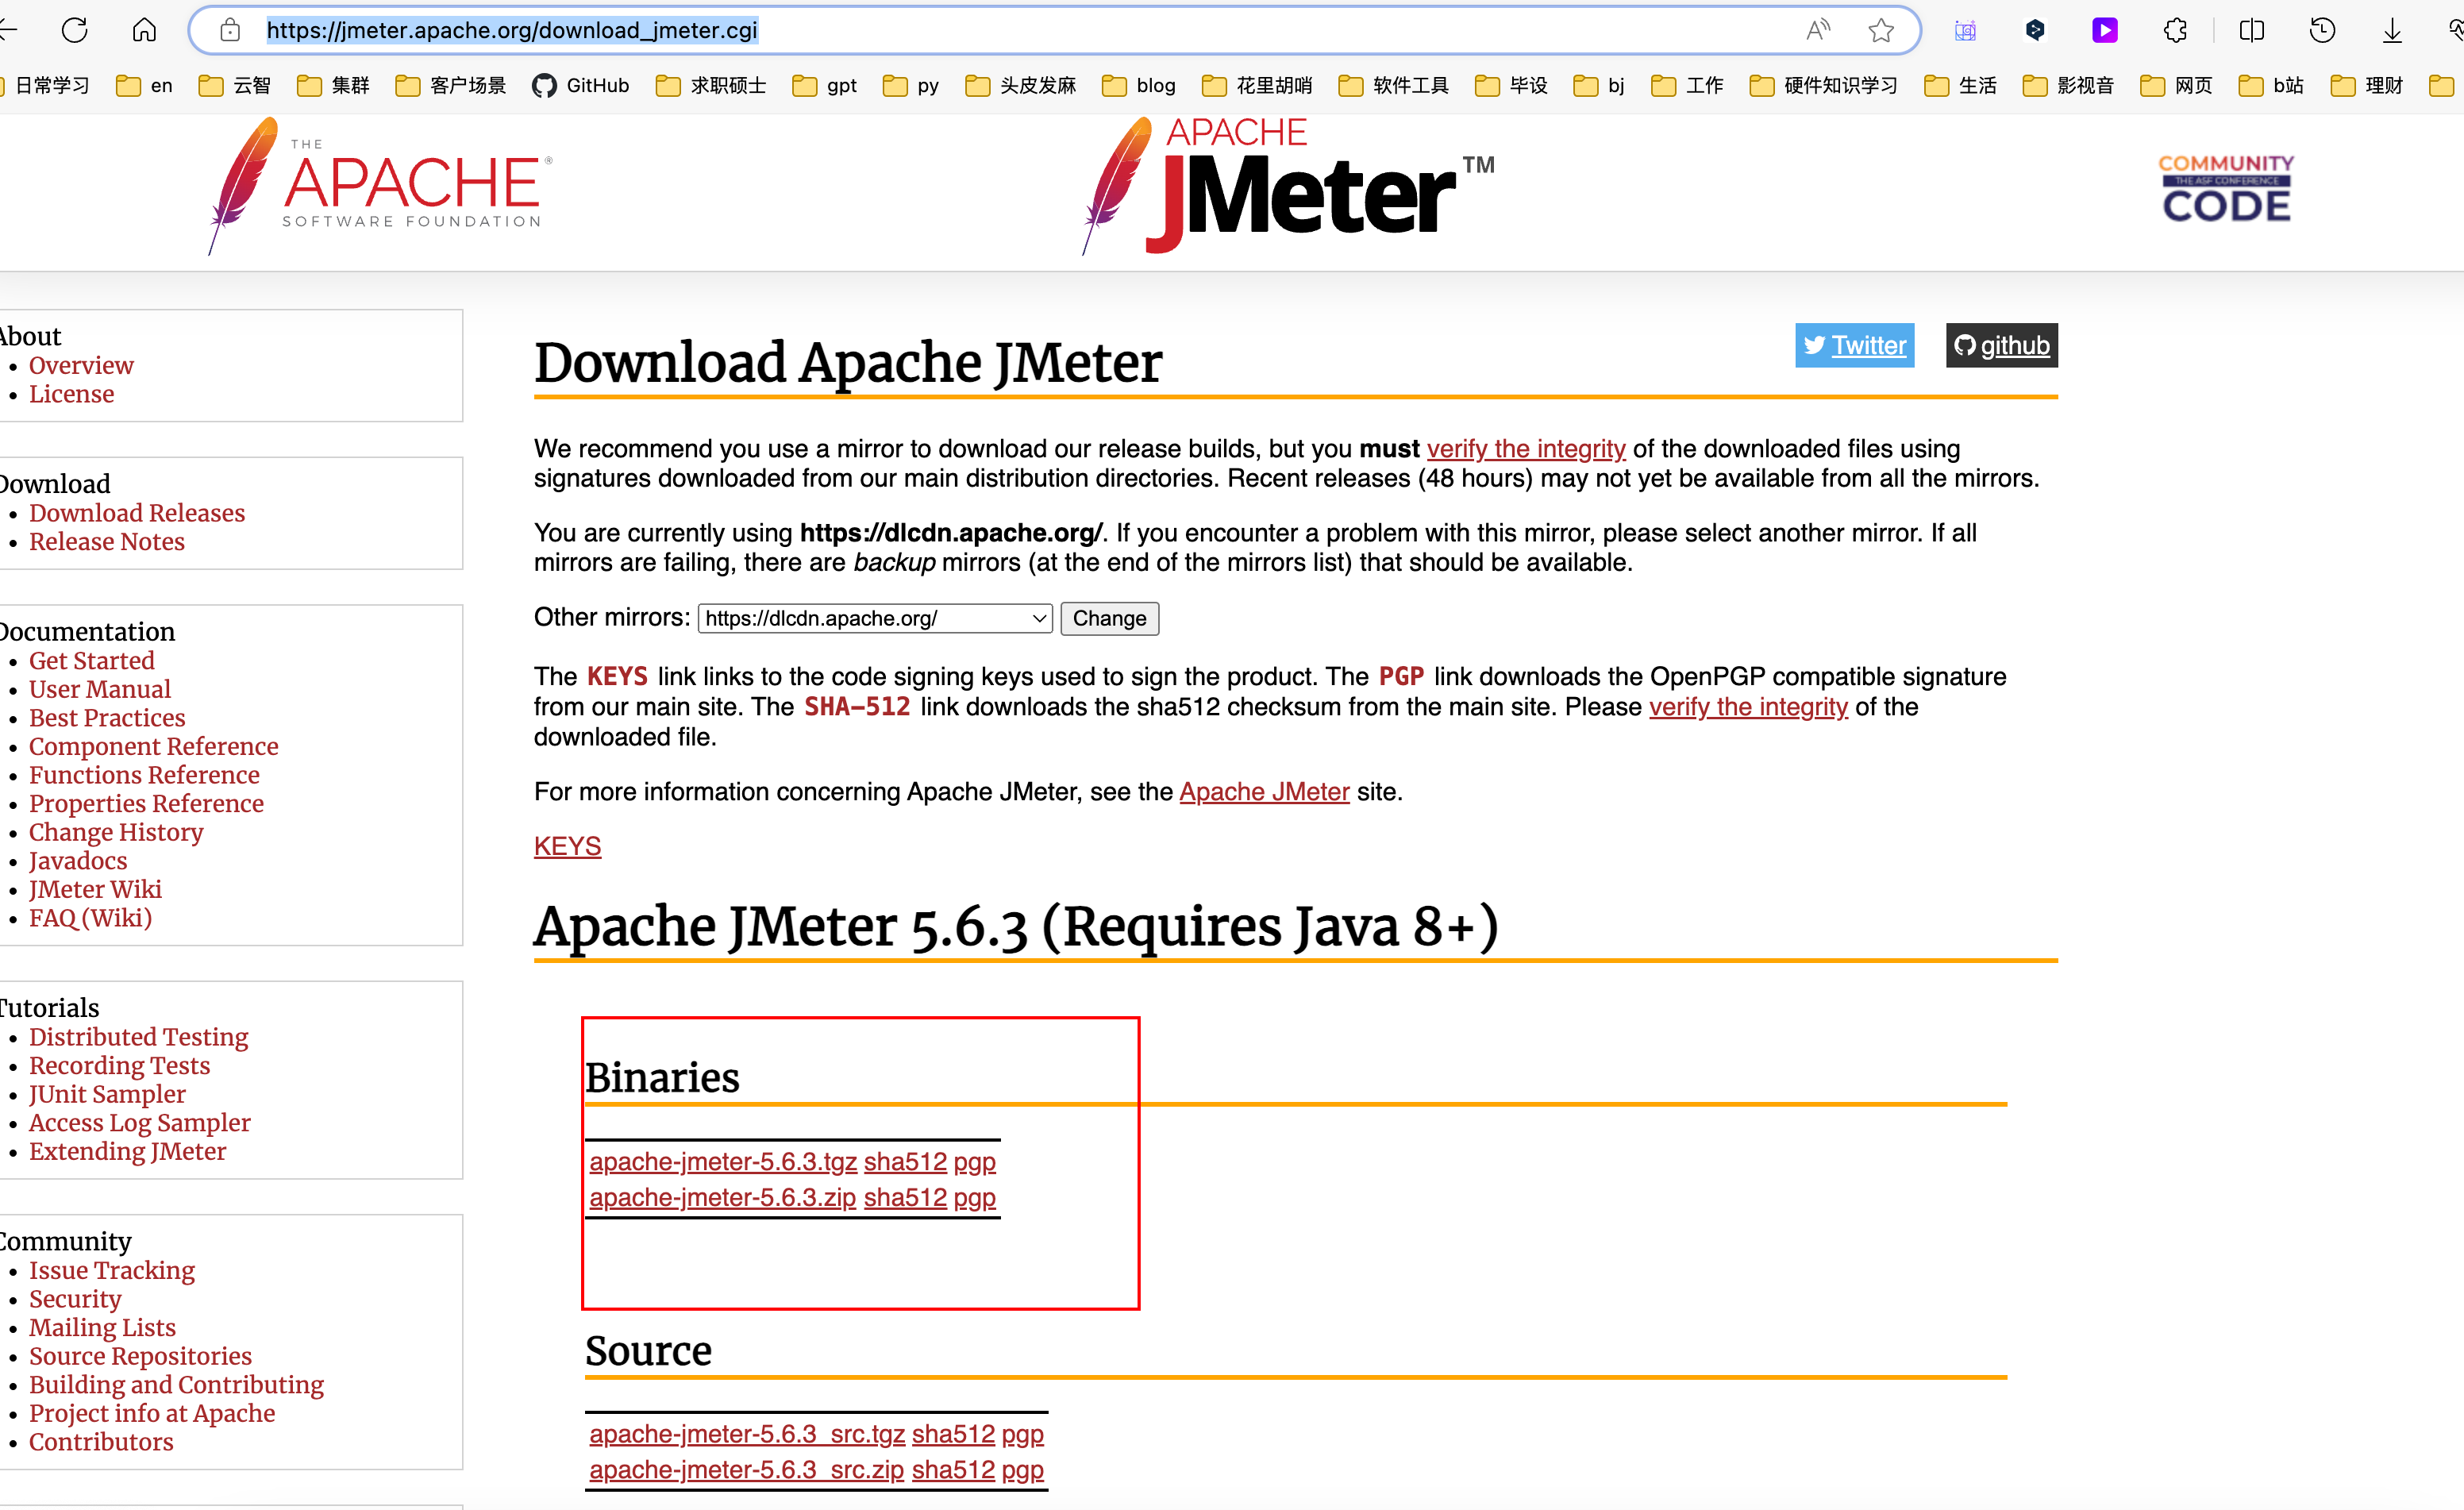 https://jmeter.apache.org/download_jmeter.cgi
日常学习 en 云智 集群 客户场景 GitHub 求职硕士 gpt py 头皮发麻 blog 花里胡哨 软件工具 毕设 bj 工作 硬件知识学习 生活 影视音 网页 b站 理财
THE
APACHE®
SOFTWARE FOUNDATION
APACHE
JMeter™
COMMUNITY
THE ASF CONFERENCE
CODE
About
Overview
License
Download
Download Releases
Release Notes
Documentation
Get Started
User Manual
Best Practices
Component Reference
Functions Reference
Properties Reference
Change History
Javadocs
JMeter Wiki
FAQ (Wiki)
Tutorials
Distributed Testing
Recording Tests
JUnit Sampler
Access Log Sampler
Extending JMeter
Community
Issue Tracking
Security
Mailing Lists
Source Repositories
Building and Contributing
Project info at Apache
Contributors
Twitter github
Download Apache JMeter
We recommend you use a mirror to download our release builds, but you must verify the integrity of the downloaded files using
signatures downloaded from our main distribution directories. Recent releases (48 hours) may not yet be available from all the mirrors.
You are currently using https://dlcdn.apache.org/. If you encounter a problem with this mirror, please select another mirror. If all
mirrors are failing, there are backup mirrors (at the end of the mirrors list) that should be available.
Other mirrors: https://dlcdn.apache.org/ Change
The KEYS link links to the code signing keys used to sign the product. The PGP link downloads the OpenPGP compatible signature
from our main site. The SHA-512 link downloads the sha512 checksum from the main site. Please verify the integrity of the
downloaded file.
For more information concerning Apache JMeter, see the Apache JMeter site.
KEYS
Apache JMeter 5.6.3 (Requires Java 8+)
Binaries
apache-jmeter-5.6.3.tgz sha512 pgp
apache-jmeter-5.6.3.zip sha512 pgp
Source
apache-jmeter-5.6.3_src.tgz sha512 pgp
apache-jmeter-5.6.3_src.zip sha512 pgp